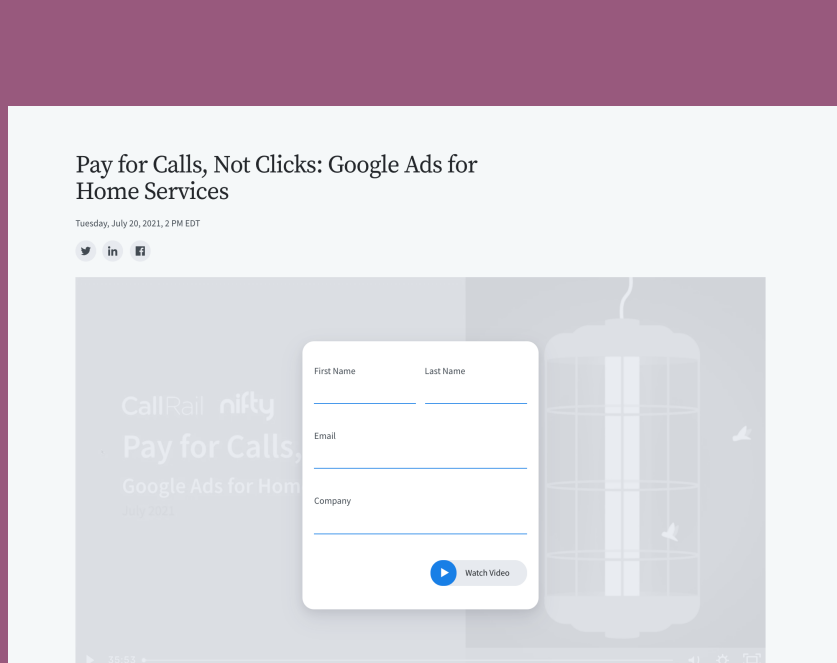 Pay for Calls, Not Clicks: Google Ads for
Home Services
Tuesday, July 20, 2021, 2 PM EDT
First Name
Last Name
Email
Company
Watch Video
CallRail nifty
Pay for Calls,
Google Ads for Hom
July 2021